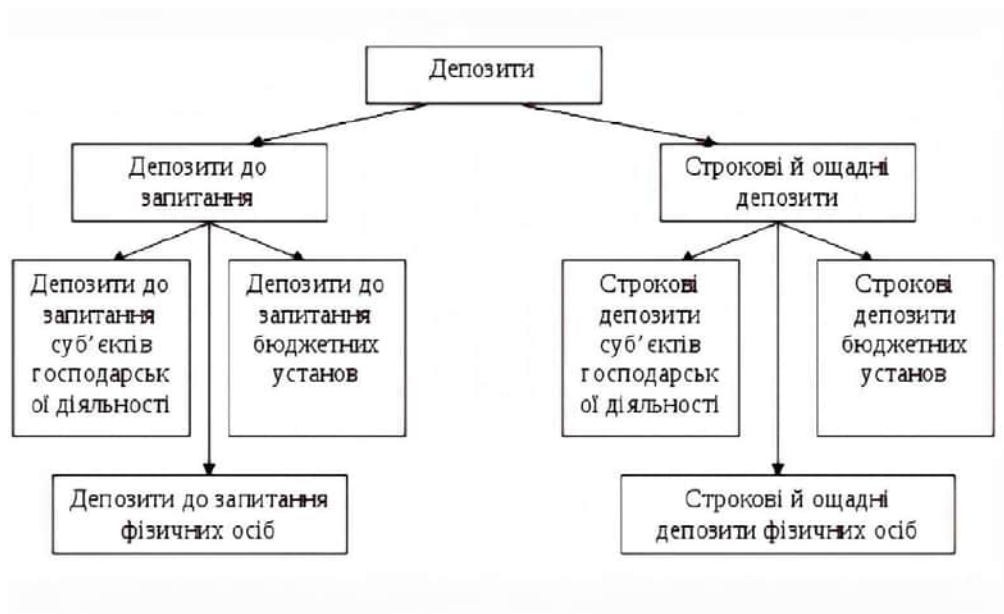 Депозити
Депозити до
запитання
Строкові й ощадні
депозити
Депозити до
запитання
суб’єктів
господарськ
ої діяльності
Депозити до
запитання
бюджетних
установ
Строкові
депозити
суб’єктів
господарськ
ої діяльності
Строкові
депозити
бюджетних
установ
Депозити до запитання
фізичних осіб
Строкові й ощадні
депозити фізичних осіб